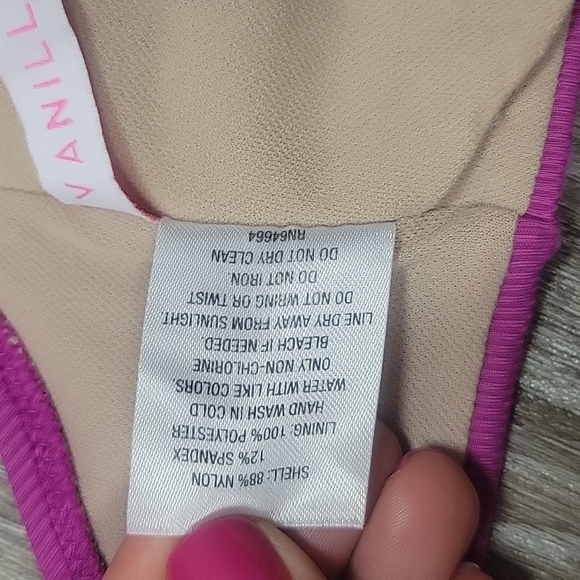 VANILL
SHELL: 88% NYLON
12% SPANDEX
LINING: 100% POLYESTER
HAND WASH IN COLD
WATER WITH LIKE COLORS.
ONLY NON-CHLORINE
BLEACH IF NEEDED.
LINE DRY AWAY FROM SUNLIGHT.
DO NOT WRING OR TWIST
DO NOT IRON.
DO NOT DRY CLEAN
RN64664